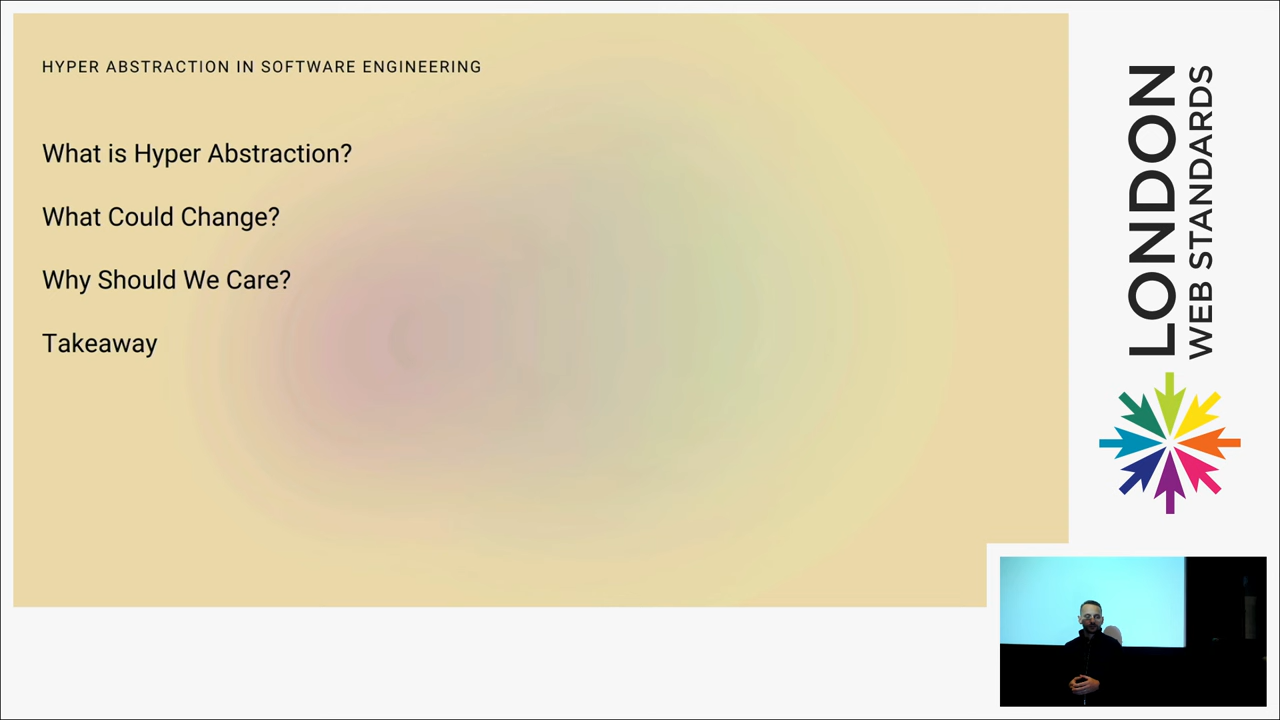 HYPER ABSTRACTION IN SOFTWARE ENGINEERING
What is Hyper Abstraction?
What Could Change?
Why Should We Care?
Takeaway
LONDON
WEB STANDARDS